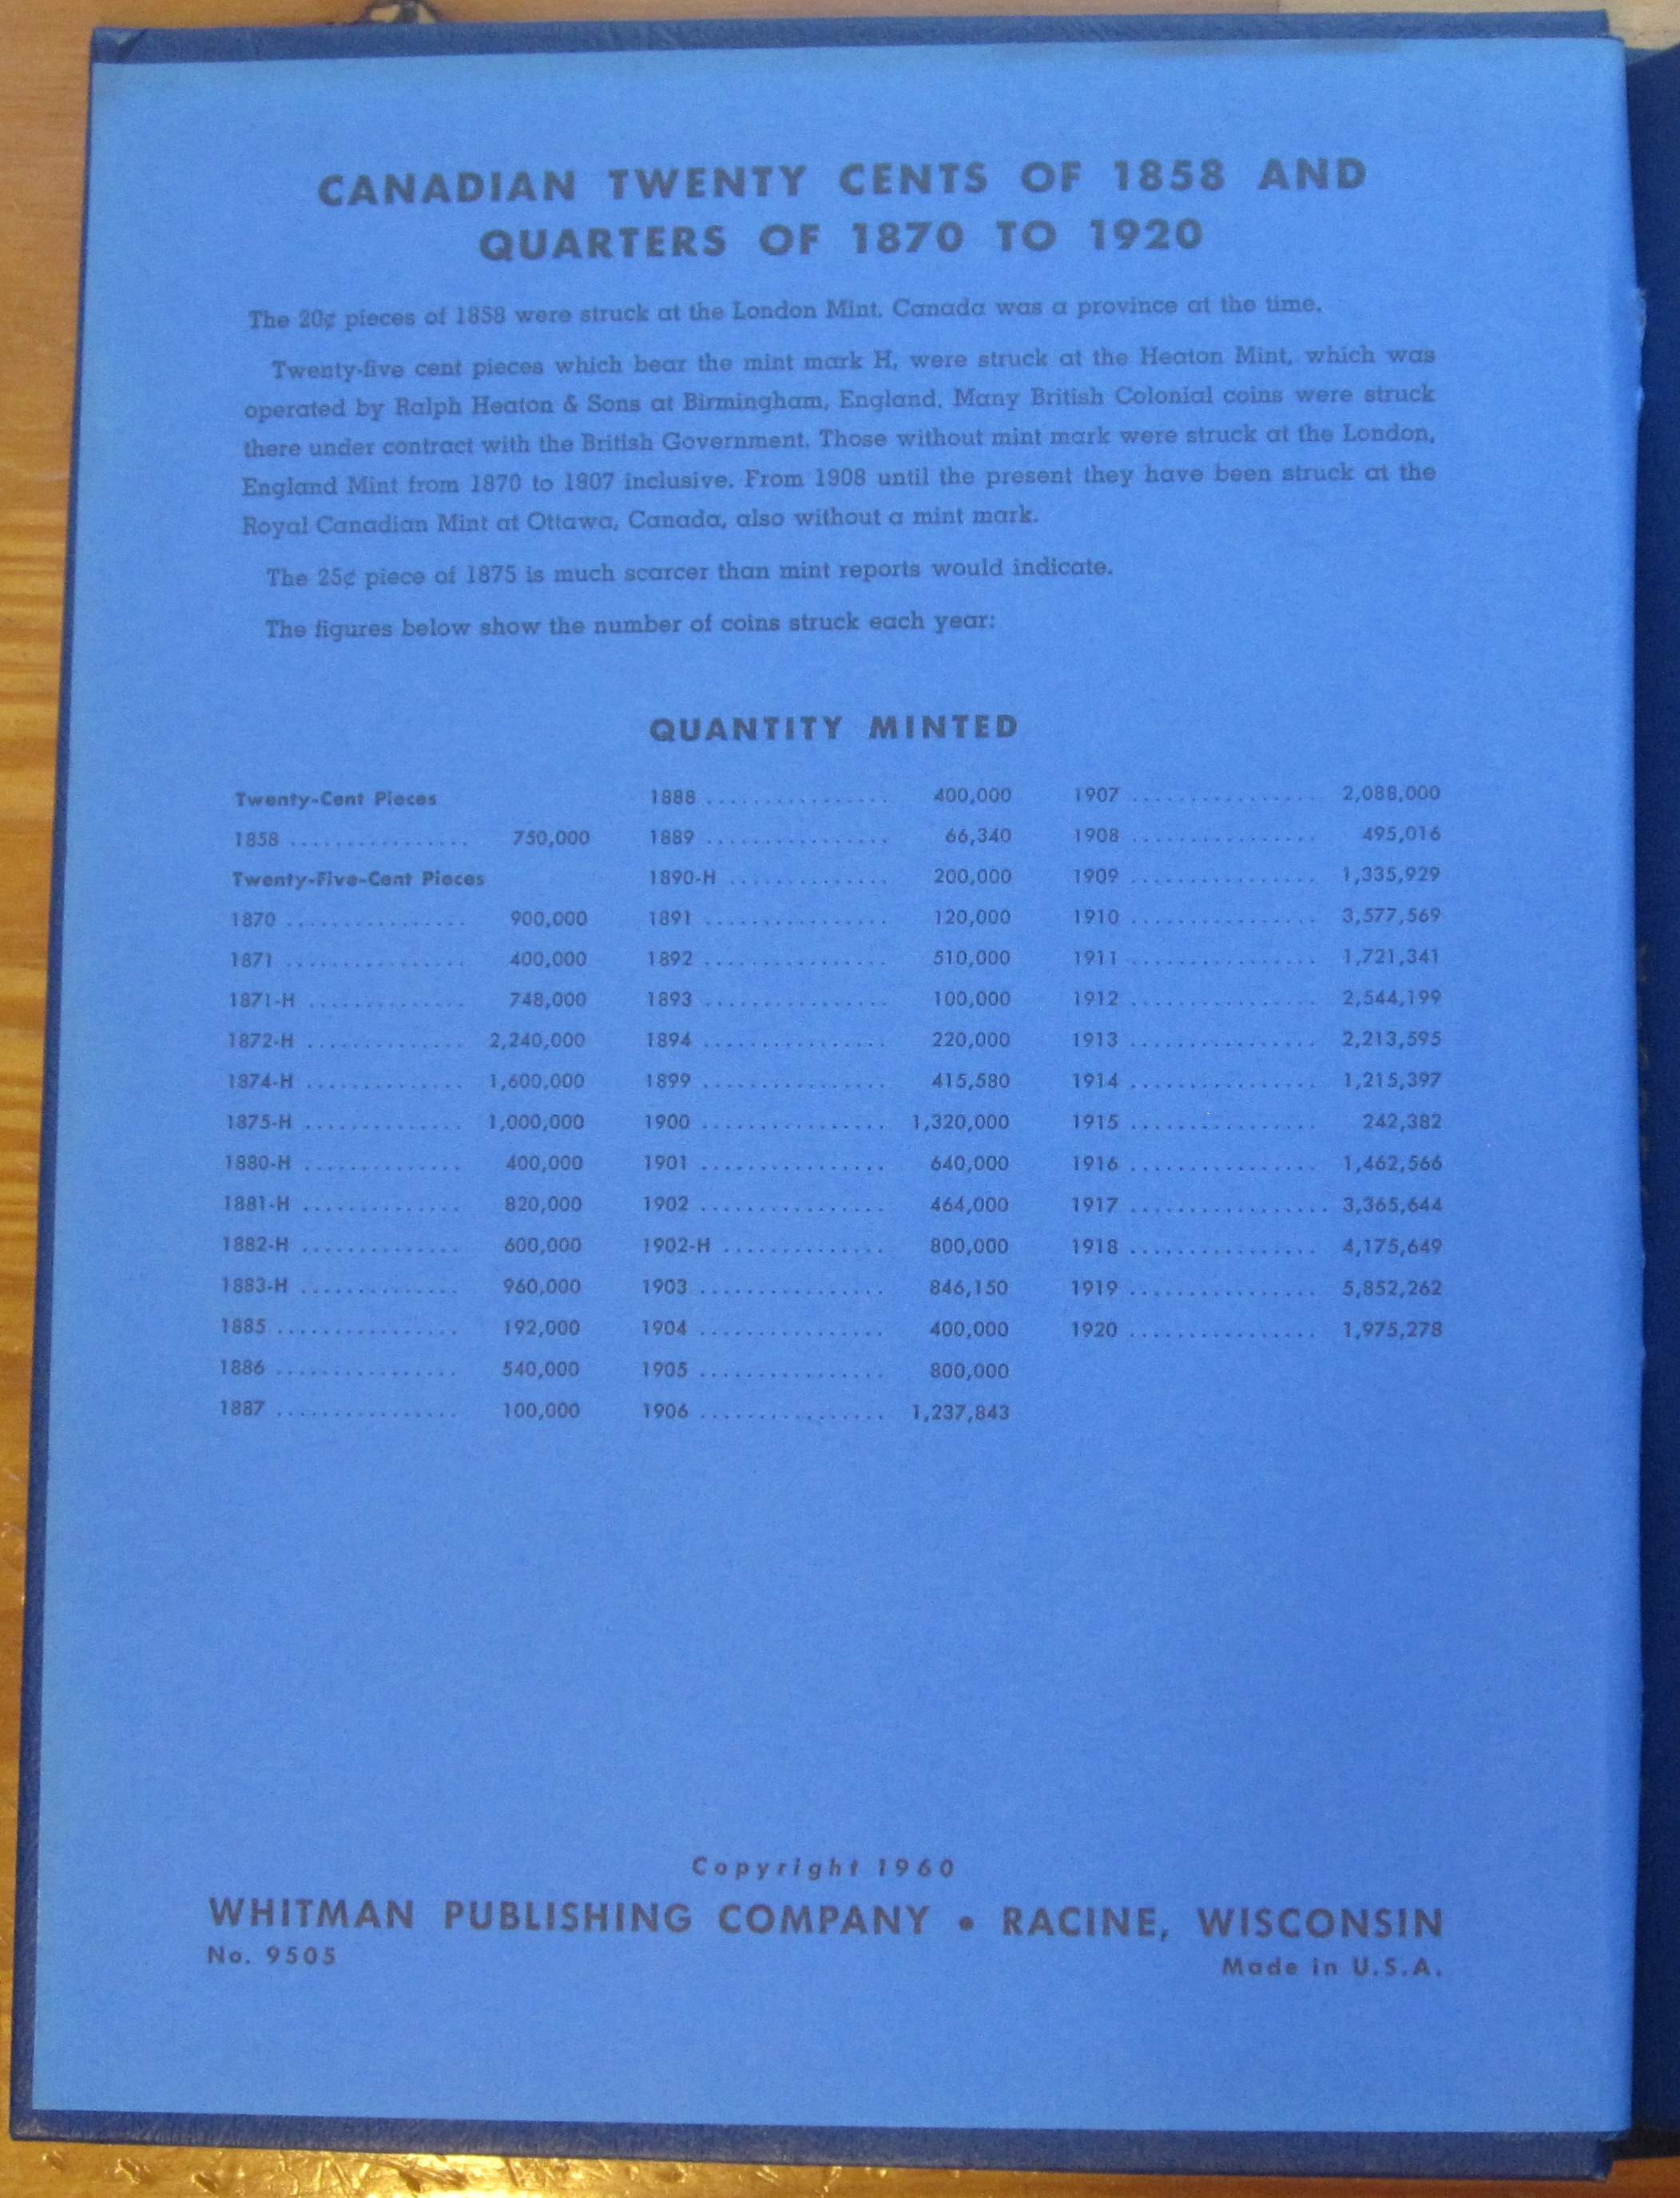 CANADIAN TWENTY CENTS OF 1858 AND
QUARTERS OF 1870 TO 1920
The 20¢ pieces of 1858 were struck at the London Mint. Canada was a province at the time.
Twenty-five cent pieces which bear the mint mark H, were struck at the Heaton Mint, which was
operated by Ralph Heaton & Sons at Birmingham, England. Many British Colonial coins were struck
there under contract with the British Government. Those without mint mark were struck at the London,
England Mint from 1870 to 1907 inclusive. From 1908 until the present they have been struck at the
Royal Canadian Mint at Ottawa, Canada, also without a mint mark.
The 25¢ piece of 1875 is much scarcer than mint reports would indicate.
The figures below show the number of coins struck each year:
QUANTITY MINTED
Twenty-Cent Pieces
1858 ............... 750,000
Twenty-Five-Cent Pieces
1870 ................ 900,000
1871 ................ 400,000
1871-H ............. 748,000
1872-H ............. 2,240,000
1874-H ............. 1,600,000
1875-H ............. 1,000,000
1880-H ............. 400,000
1881-H ............. 820,000
1882-H ............. 600,000
1883-H ............. 960,000
1885 ................ 192,000
1886 ................ 540,000
1887 ................ 100,000
1888 ................ 400,000
1889 ................ 66,340
1890-H ............. 200,000
1891 ................ 120,000
1892 ................ 510,000
1893 ................ 100,000
1894 ................ 220,000
1899 ................ 415,580
1900 ................ 1,320,000
1901 ................ 640,000
1902 ................ 464,000
1902-H ............. 800,000
1903 ................ 846,150
1904 ................ 400,000
1905 ................ 800,000
1906 ................ 1,237,843
1907 ................ 2,088,000
1908 ................ 495,016
1909 ................ 1,335,929
1910 ................ 3,577,569
1911 ................ 1,721,341
1912 ................ 2,544,199
1913 ................ 2,213,595
1914 ................ 1,215,397
1915 ................ 242,382
1916 ................ 1,462,566
1917 ................. 3,365,644
1918 ................ 4,175,649
1919 ................ 5,852,262
1920 ................ 1,975,278
Copyright 1960
WHITMAN PUBLISHING COMPANY • RACINE, WISCONSIN
No. 9505 Made in U.S.A.